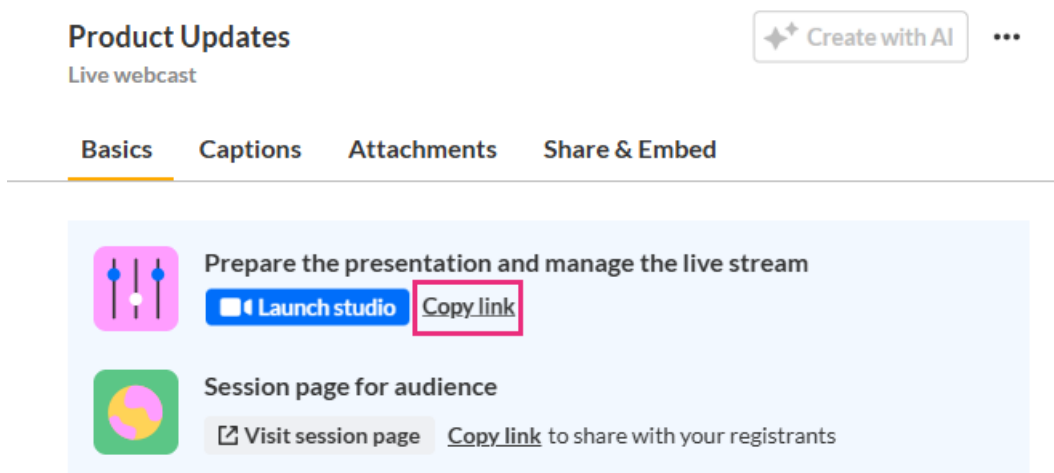 Product Updates
Create with AI
Live webcast
Basics Captions Attachments Share & Embed
Prepare the presentation and manage the live stream
Launch studio Copy link
Session page for audience
Visit session page Copy link to share with your registrants